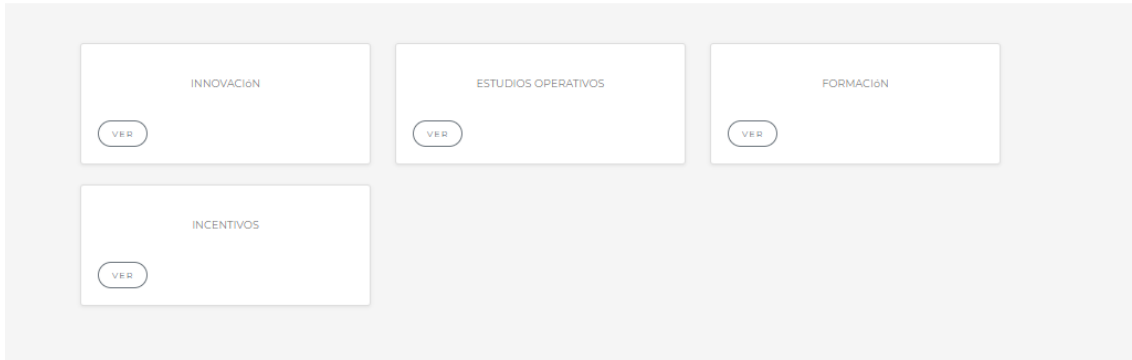 INNOVACIóN
ESTUDIOS OPERATIVOS
FORMACIóN
VER
VER
VER
INCENTIVOS
VER